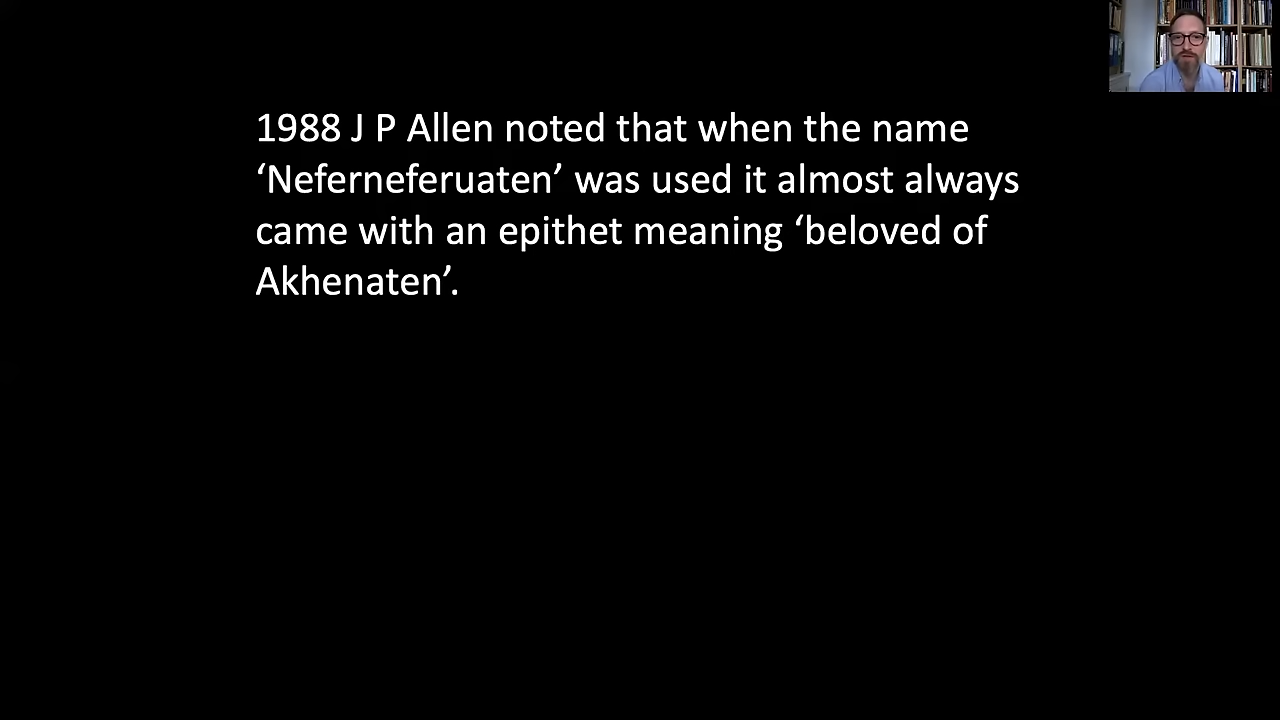 1988 J P Allen noted that when the name
‘Neferneferuaten’ was used it almost always
came with an epithet meaning ‘beloved of
Akhenaten’.